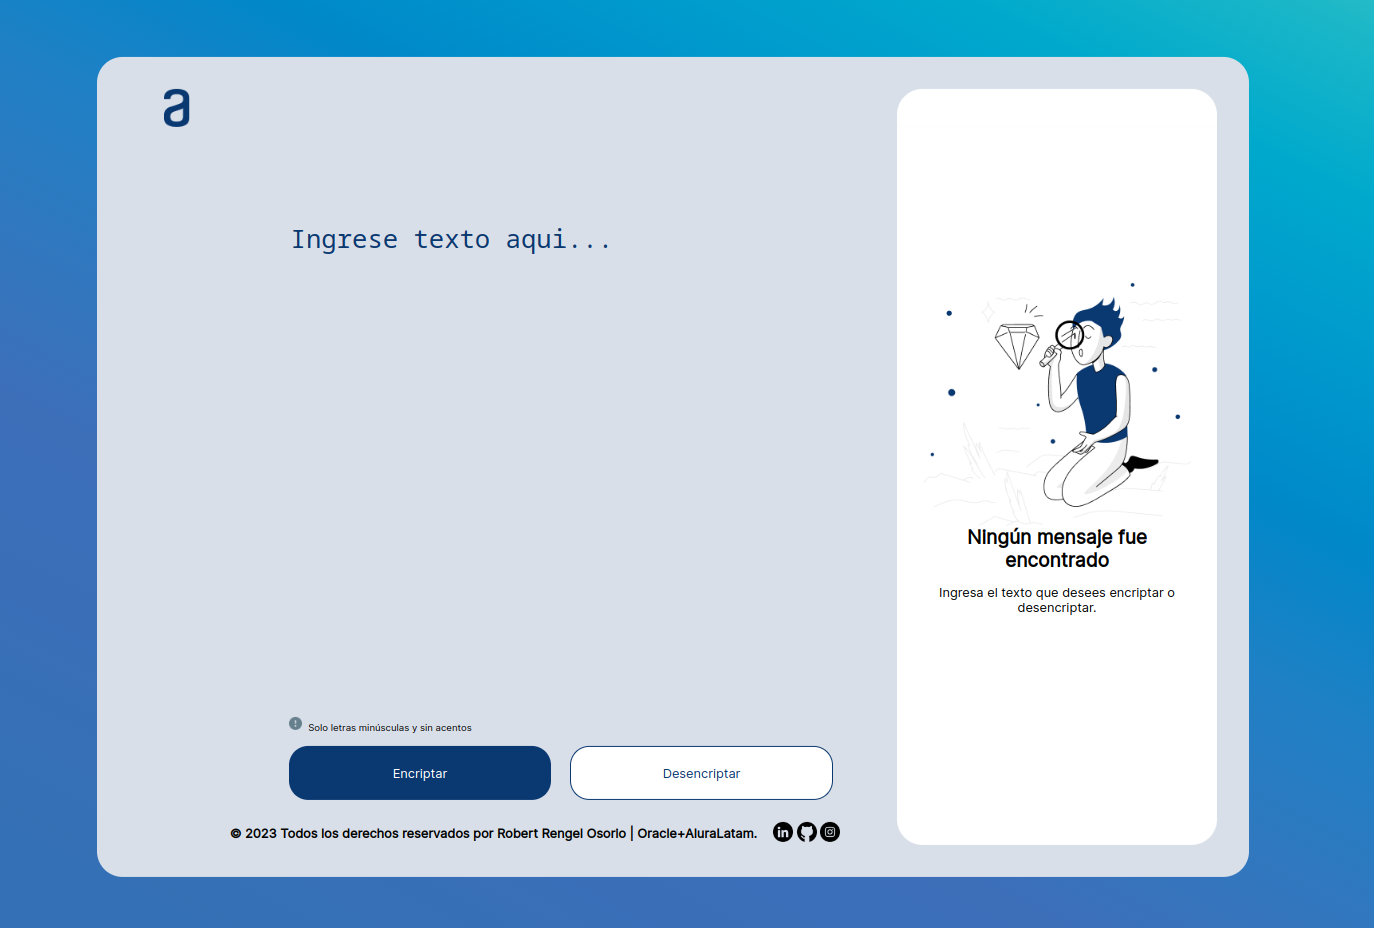 a
Ingrese texto aqui...
Ningún mensaje fue
encontrado
Ingresa el texto que desees encriptar o
desencriptar.
Solo letras minúsculas y sin acentos
Encriptar
Desencriptar
© 2023 Todos los derechos reservados por Robert Rengel Osorio | Oracle+AluraLatam.
in